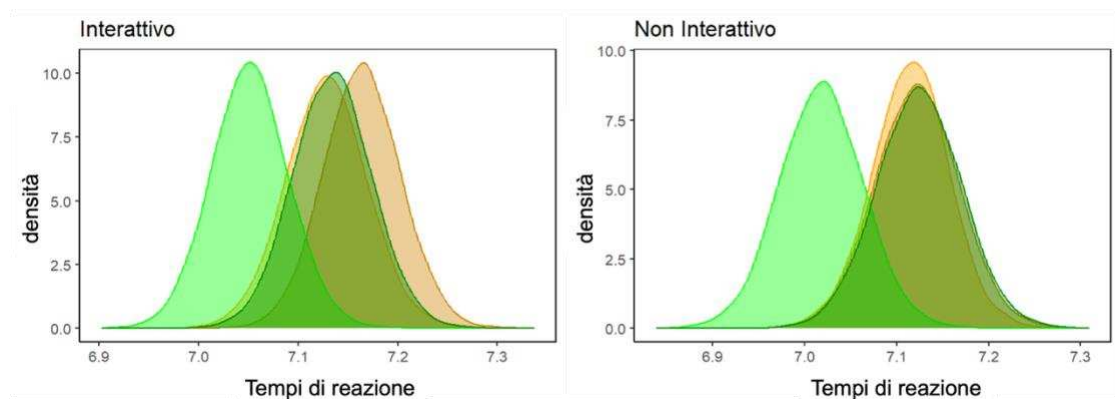 Interattivo
10.0
7.5
5.0
2.5
0.0
densità
6.9 7.0 7.1 7.2 7.3
Tempi di reazione
Non Interattivo
10.0
7.5
5.0
2.5
0.0
densità
6.9 7.0 7.1 7.2 7.3
Tempi di reazione